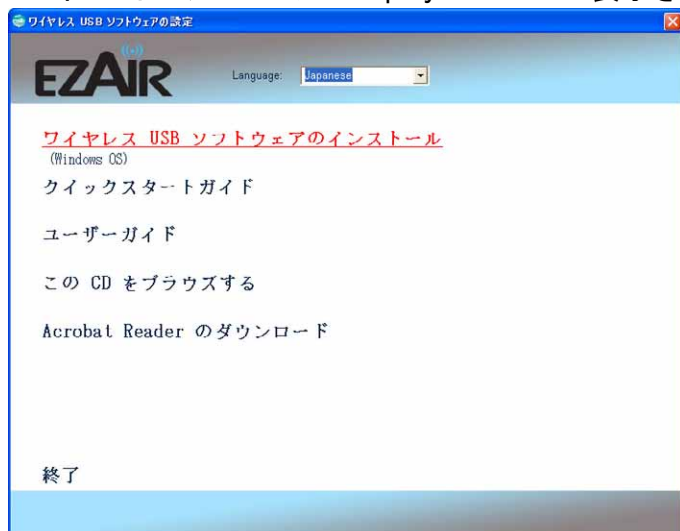 ワイヤレス USB ソフトウェアの設定
EZAIR
Language: Japanese
ワイヤレス USB ソフトウェアのインストール
(Windows OS)
クイックスタートガイド
ユーザーガイド
この CD をブラウズする
Acrobat Reader のダウンロード
終了